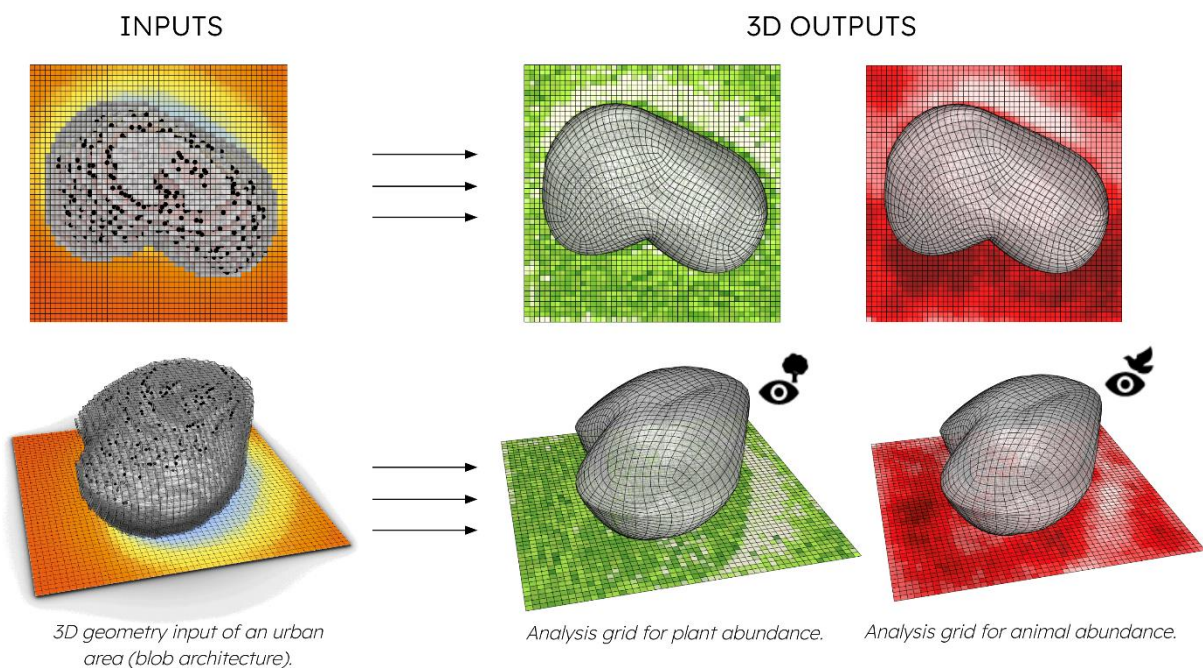 INPUTS
3D OUTPUTS
3D geometry input of an urban
area (blob architecture).
Analysis grid for plant abundance.
Analysis grid for animal abundance.